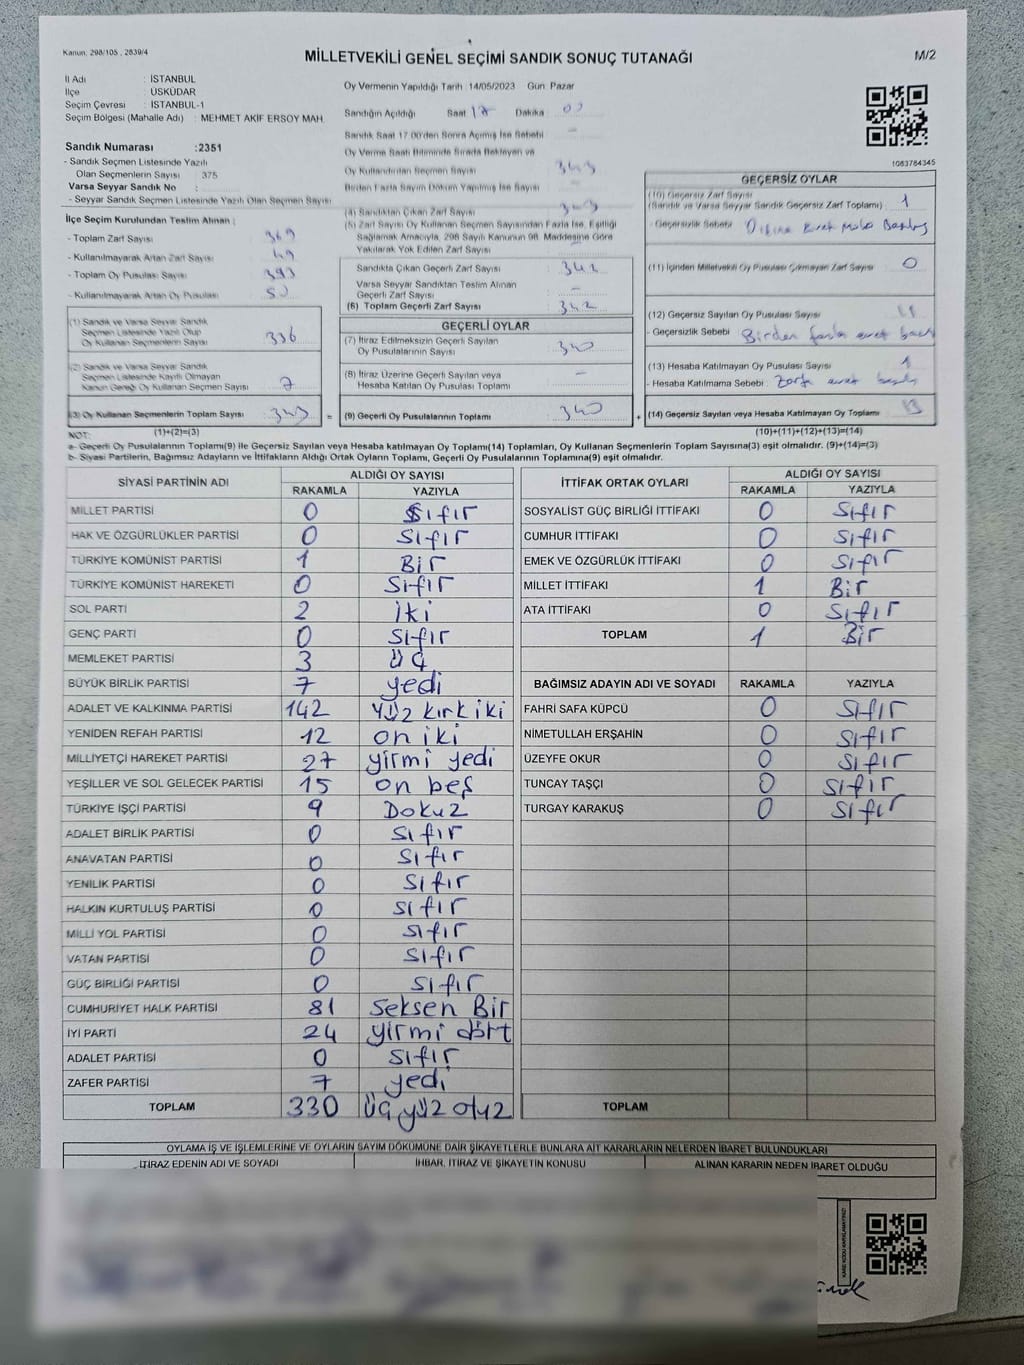 Kanun: 298/105 , 2839/4
MİLLETVEKİLİ GENEL SEÇİMİ SANDIK SONUÇ TUTANAĞI
M/2
İl Adı : İSTANBUL
İlçe : ÜSKÜDAR
Seçim Çevresi : İSTANBUL-1
Seçim Bölgesi (Mahalle Adı) : MEHMET AKİF ERSOY MAH.
Sandık Numarası :2351
- Sandık Seçmen Listesinde Yazılı
Olan Seçmenlerin Sayısı 375
Varsa Seyyar Sandık No :
- Seyyar Sandık Seçmen Listesinde Yazılı Olan Seçmen Sayısı
İlçe Seçim Kurulundan Teslim Alınan ;
- Toplam Zarf Sayısı
- Kullanılmayarak Artan Zarf Sayısı
- Toplam Oy Pusulası Sayısı
- Kullanılmayarak Artan Oy Pusulası
Oy Vermenin Yapıldığı Tarih :14/05/2023 Gün: Pazar
Sandığın Açıldığı Saat 17 Dakika
Sandık Saat 17.00'den Sonra Açılmış İse Sebebi
Oy Verme Saati Bitiminde Sırada Bekleyen ve
Oy Kullandırılan Seçmen Sayısı 343
Birden Fazla Sayım Döküm Yapılmış İse Sayısı -
(4) Sandıktan Çıkan Zarf Sayısı 343
(5) Zarf Sayısı Oy Kullanan Seçmen Sayısından Fazla İse, Eşitliği
Sağlamak Amacıyla, 298 Sayılı Kanunun 98. Maddesine Göre
Yakılarak Yok Edilen Zarf Sayısı
Sandıkta Çıkan Geçerli Zarf Sayısı 342
Varsa Seyyar Sandıktan Teslim Alınan
Geçerli Zarf Sayısı -
(6) Toplam Geçerli Zarf Sayısı 342
1083784345
GEÇERSİZ OYLAR
(10) Geçersiz Zarf Sayısı 1
(Sandık ve Varsa Seyyar Sandık Geçersiz Zarf Toplamı)
- Geçersizlik Sebebi :
(11) İçinden Milletvekili Oy Pusulası Çıkmayan Zarf Sayısı 0
(12) Geçersiz Sayılan Oy Pusulası Sayısı
- Geçersizlik Sebebi : Birden fazla evet
(13) Hesaba Katılmayan Oy Pusulası Sayısı 1
- Hesaba Katılmama Sebebi : Zarfa evet
(1) Sandık ve Varsa Seyyar Sandık
Seçmen Listesinde Yazılı Olup
Oy Kullanan Seçmenlerin Sayısı 336
(2) Sandık ve Varsa Seyyar Sandık
Seçmen Listesinde Kayıtlı Olmayan
Kanun Gereği Oy Kullanan Seçmen Sayısı 7
(3) Oy Kullanan Seçmenlerin Toplam Sayısı 343 =
GEÇERLİ OYLAR
(7) İtiraz Edilmeksizin Geçerli Sayılan
Oy Pusulalarının Sayısı 340
(8) İtiraz Üzerine Geçerli Sayılan veya
Hesaba Katılan Oy Pusulası Toplamı -
(9) Geçerli Oy Pusulalarının Toplamı 340 +
(14) Geçersiz Sayılan veya Hesaba Katılmayan Oy Toplamı
(1)+(2)=(3)
(10)+(11)+(12)+(13)=(14)
NOT:
a- Geçerli Oy Pusulalarının Toplamı(9) ile Geçersiz Sayılan veya Hesaba katılmayan Oy Toplamı(14) Toplamları, Oy Kullanan Seçmenlerin Toplam Sayısına(3) eşit olmalıdır. (9)+(14)=(3)
b- Siyasi Partilerin, Bağımsız Adayların ve İttifakların Aldığı Ortak Oyların Toplamı, Geçerli Oy Pusulalarının Toplamına(9) eşit olmalıdır.
SİYASİ PARTİNİN ADI ALDIĞI OY SAYISI
RAKAMLA YAZIYLA
MİLLET PARTİSİ 0 Sıfır
HAK VE ÖZGÜRLÜKLER PARTİSİ 0 Sıfır
TÜRKİYE KOMÜNİST PARTİSİ 1 Bir
TÜRKİYE KOMÜNİST HAREKETİ 0 Sıfır
SOL PARTİ 2 iki
GENÇ PARTİ 0 Sıfır
MEMLEKET PARTİSİ 3 üç
BÜYÜK BİRLİK PARTİSİ 7 yedi
ADALET VE KALKINMA PARTİSİ 142 yüz kırk iki
YENİDEN REFAH PARTİSİ 12 on iki
MİLLİYETÇİ HAREKET PARTİSİ 27 yirmi yedi
YEŞİLLER VE SOL GELECEK PARTİSİ 15 on beş
TÜRKİYE İŞÇİ PARTİSİ 9 Dokuz
ADALET BİRLİK PARTİSİ 0 Sıfır
ANAVATAN PARTİSİ 0 Sıfır
YENİLİK PARTİSİ 0 Sıfır
HALKIN KURTULUŞ PARTİSİ 0 Sıfır
MİLLİ YOL PARTİSİ 0 Sıfır
VATAN PARTİSİ 0 Sıfır
GÜÇ BİRLİĞİ PARTİSİ 0 Sıfır
CUMHURİYET HALK PARTİSİ 81 Seksen Bir
İYİ PARTİ 24 yirmi dört
ADALET PARTİSİ 0 Sıfır
ZAFER PARTİSİ 7 yedi
TOPLAM 330 üç yüz otuz
İTTİFAK ORTAK OYLARI ALDIĞI OY SAYISI
RAKAMLA YAZIYLA
SOSYALİST GÜÇ BİRLİĞİ İTTİFAKI 0 Sıfır
CUMHUR İTTİFAKI 0 Sıfır
EMEK VE ÖZGÜRLÜK İTTİFAKI 0 Sıfır
MİLLET İTTİFAKI 1 Bir
ATA İTTİFAKI 0 Sıfır
TOPLAM 1 Bir
BAĞIMSIZ ADAYIN ADI VE SOYADI RAKAMLA YAZIYLA
FAHRİ SAFA KÜPCÜ 0 Sıfır
NİMETULLAH ERŞAHİN 0 Sıfır
ÜZEYFE OKUR 0 Sıfır
TUNCAY TAŞÇI 0 Sıfır
TURGAY KARAKUŞ 0 Sıfır
TOPLAM
OYLAMA İŞ VE İŞLEMLERİNE VE OYLARIN SAYIM DÖKÜMÜNE DAİR ŞİKAYETLERLE BUNLARA AİT KARARLARIN NELERDEN İBARET BULUNDUKLARI
İTİRAZ EDENİN ADI VE SOYADI İHBAR, İTİRAZ VE ŞİKAYETİN KONUSU ALINAN KARARIN NEDEN İBARET OLDUĞU